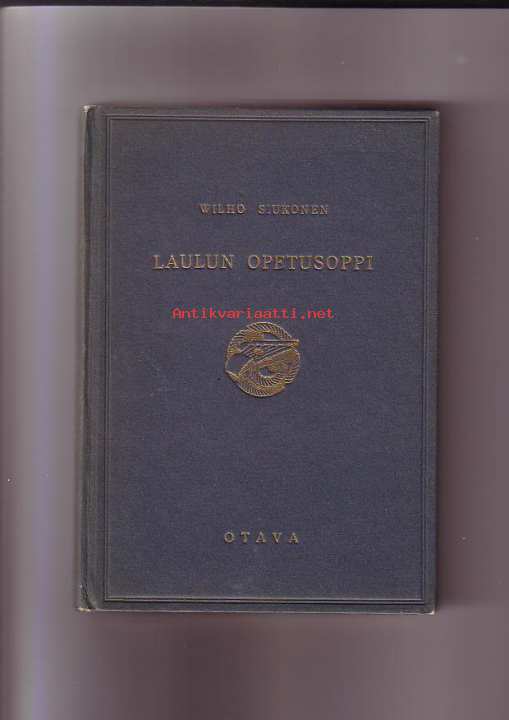 WILHO SIUKONEN
LAULUN OPETUSOPPI
Antikvariaatti.net
OTAVA